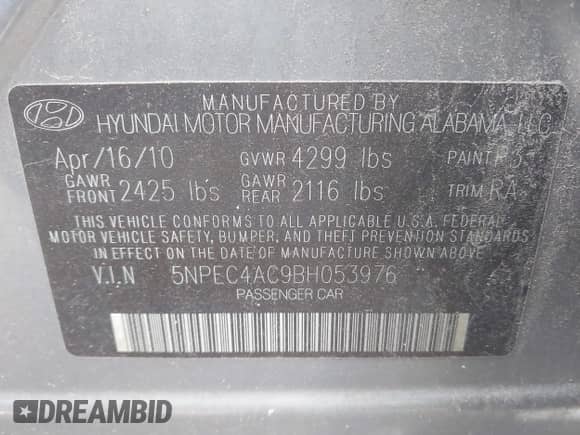 MANUFACTURED BY
HYUNDAI MOTOR MANUFACTURING ALABAMA, LLC
Apr/16/10 GVWR 4299 lbs PAINT
GAWR FRONT 2425 lbs GAWR REAR 2116 lbs TRIM RA
THIS VEHICLE CONFORMS TO ALL APPLICABLE U.S.A. FEDERAL
MOTOR VEHICLE SAFETY, BUMPER, AND THEFT PREVENTION STANDARDS
IN EFFECT ON THE DATE OF MANUFACTURE SHOWN ABOVE.
V.I.N 5NPEC4AC9BH053976
PASSENGER CAR
DREAMBID